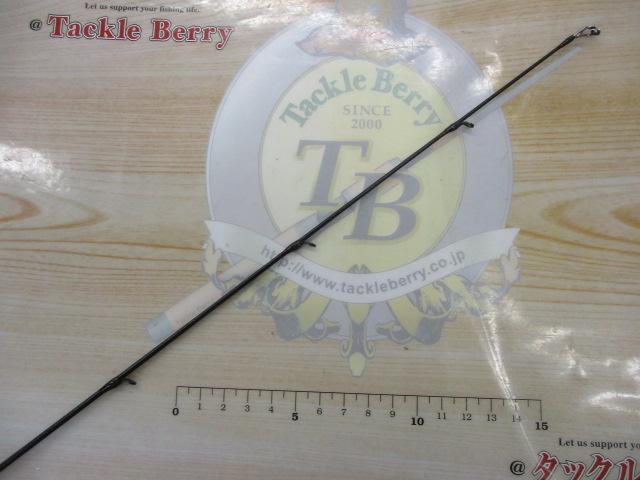 Let us support your fishing life.
@ Tackle Berry
Tackle Berry
SINCE
2000
TB
http://www.tackleberry.co.jp
0 1 2 3 4 5 6 7 8 9 10 11 12 13 14 15
Let us support yo
@ タックル